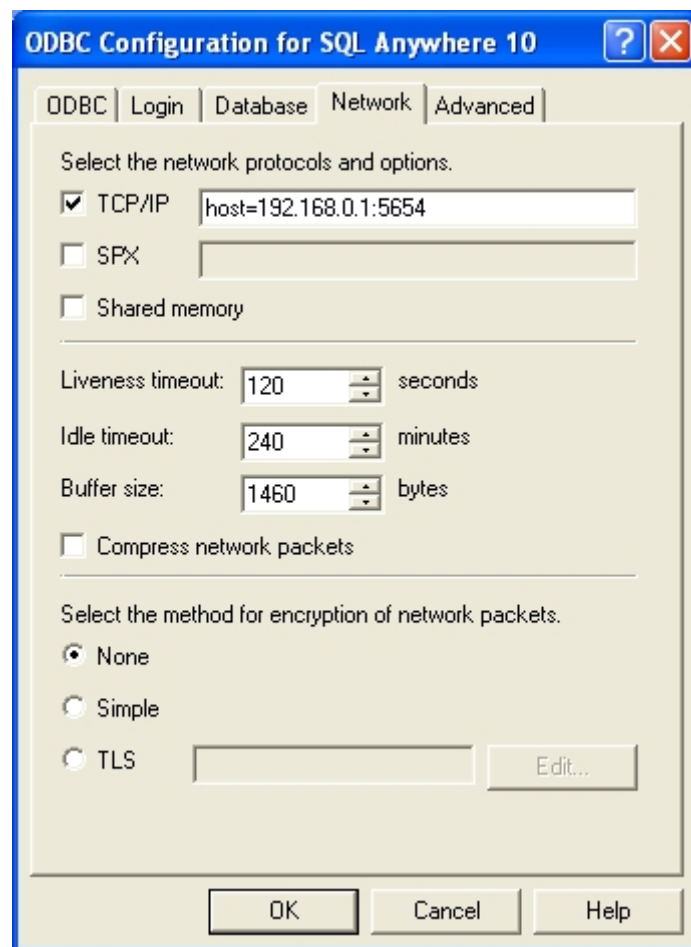 ODBC Configuration for SQL Anywhere 10
ODBC Login Database Network Advanced
Select the network protocols and options.
TCP/IP host=192.168.0.1:5654
SPX
Shared memory
Liveness timeout: 120 seconds
Idle timeout: 240 minutes
Buffer size: 1460 bytes
Compress network packets
Select the method for encryption of network packets.
None
Simple
TLS Edit...
OK Cancel Help